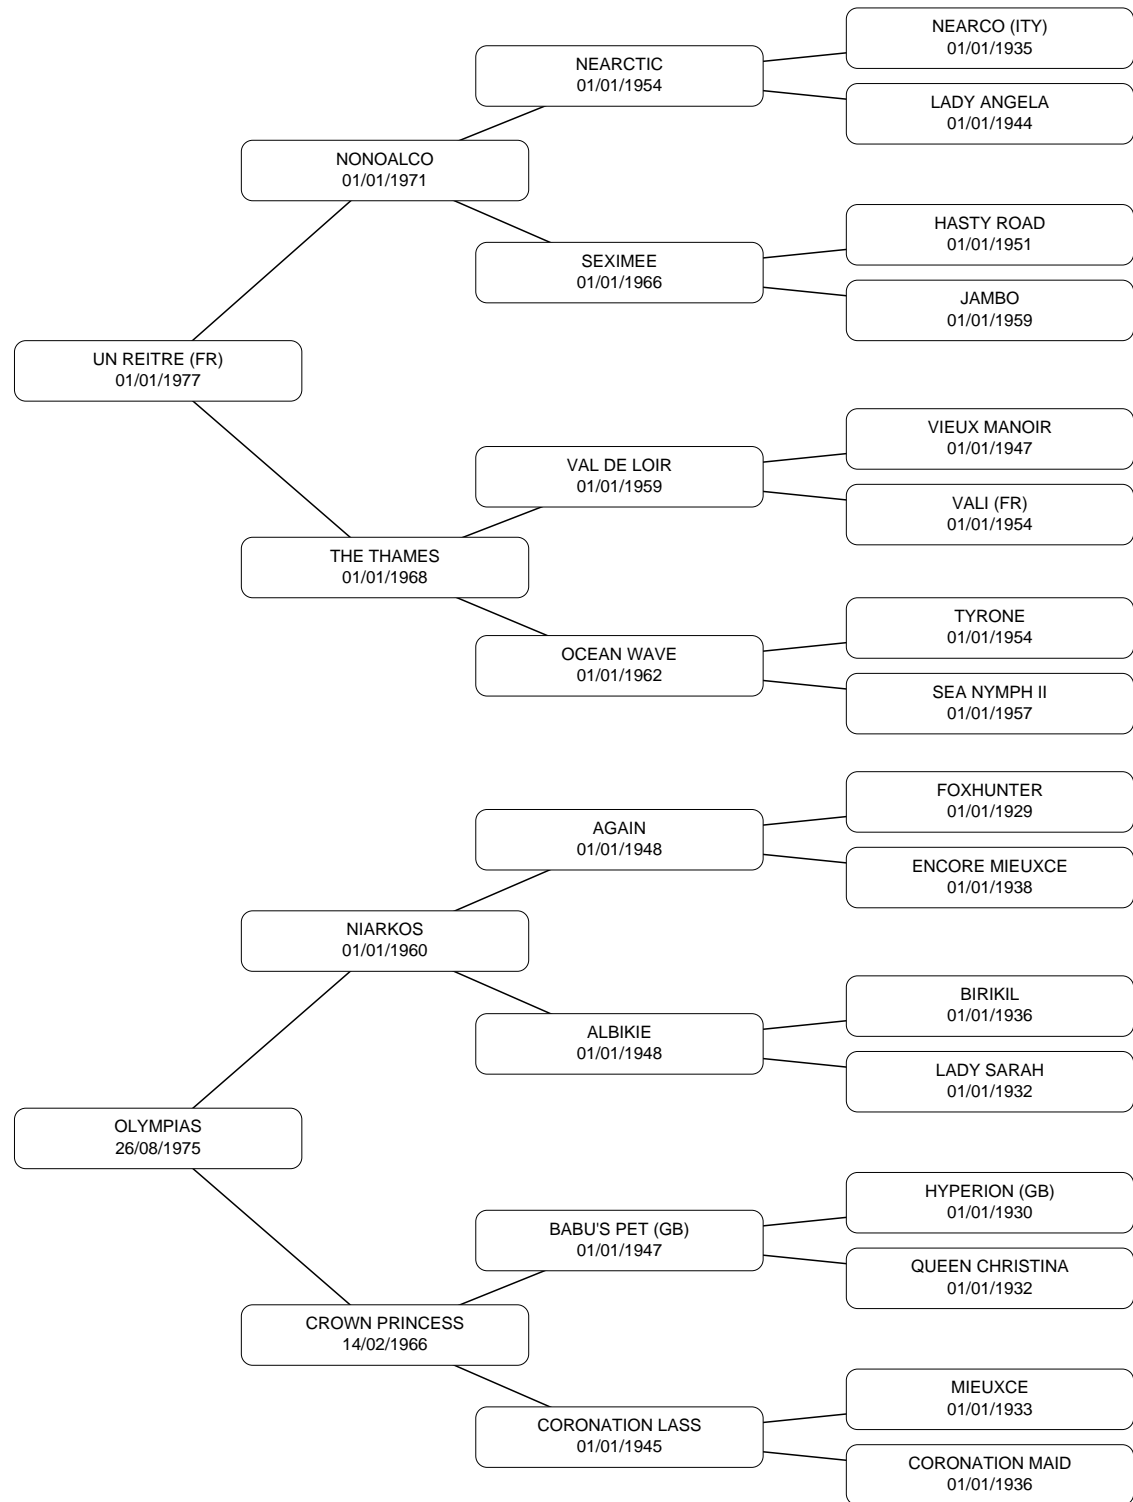 NEARCO (ITY)
01/01/1935
NEARCTIC
01/01/1954
LADY ANGELA
01/01/1944
NONOALCO
01/01/1971
HASTY ROAD
01/01/1951
SEXIMEE
01/01/1966
JAMBO
01/01/1959
UN REITRE (FR)
01/01/1977
VIEUX MANOIR
01/01/1947
VAL DE LOIR
01/01/1959
VALI (FR)
01/01/1954
THE THAMES
01/01/1968
TYRONE
01/01/1954
OCEAN WAVE
01/01/1962
SEA NYMPH II
01/01/1957
FOXHUNTER
01/01/1929
AGAIN
01/01/1948
ENCORE MIEUXCE
01/01/1938
NIARKOS
01/01/1960
BIRIKIL
01/01/1936
ALBIKIE
01/01/1948
LADY SARAH
01/01/1932
OLYMPIAS
26/08/1975
HYPERION (GB)
01/01/1930
BABU'S PET (GB)
01/01/1947
QUEEN CHRISTINA
01/01/1932
CROWN PRINCESS
14/02/1966
MIEUXCE
01/01/1933
CORONATION LASS
01/01/1945
CORONATION MAID
01/01/1936